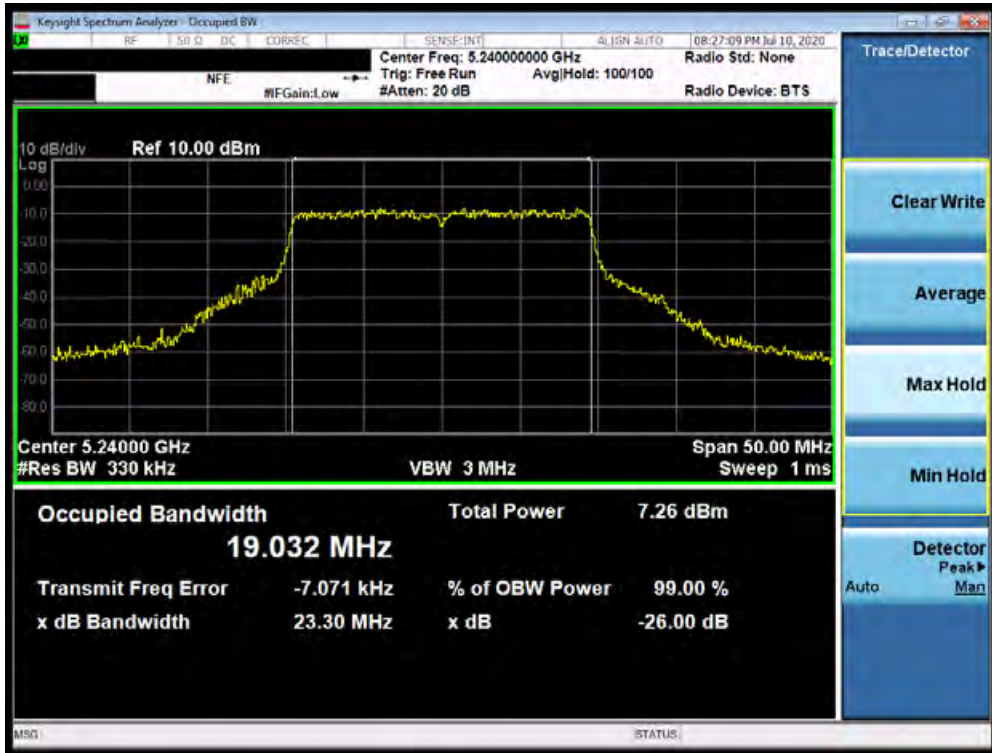 Keysight Spectrum Analyzer - Occupied BW
RF 50 Ω DC CORREC SENSE:INT ALIGN AUTO 08:27:09 PM Jul 10, 2020
Center Freq: 5.240000000 GHz Radio Std: None
NFE Trig: Free Run Avg|Hold: 100/100
#IFGain:Low #Atten: 20 dB Radio Device: BTS
10 dB/div Ref 10.00 dBm
Log
0.00
-10.0
-20.0
-30.0
-40.0
-50.0
-60.0
-70.0
-80.0
Center 5.24000 GHz Span 50.00 MHz
#Res BW 330 kHz VBW 3 MHz Sweep 1 ms
Occupied Bandwidth Total Power 7.26 dBm
19.032 MHz
Transmit Freq Error -7.071 kHz % of OBW Power 99.00 %
x dB Bandwidth 23.30 MHz x dB -26.00 dB
Trace/Detector
Clear Write
Average
Max Hold
Min Hold
Detector
Peak▶
Auto Man
MSG STATUS